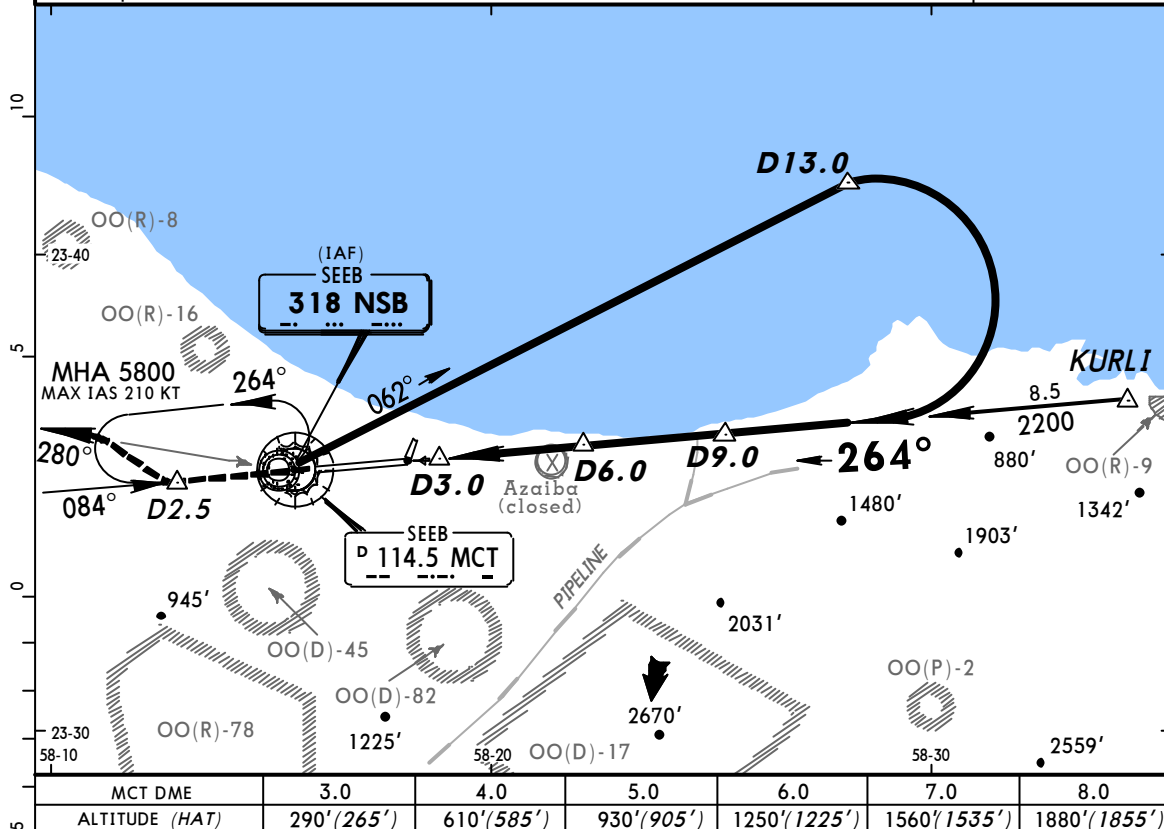 10
D13.0
OO(R)-8
23-40
(IAF)
SEEB
318 NSB
OO(R)-16
5
MHA 5800
MAX IAS 210 KT
264°
062°
KURLI
8.5
2200
280°
084°
D2.5
D3.0
D6.0
D9.0
264°
880'
OO(R)-9
Azaiba
(closed)
1480'
1342'
SEEB
D 114.5 MCT
1903'
PIPELINE
0
945'
2031'
OO(D)-45
OO(D)-82
OO(P)-2
2670'
OO(R)-78
1225'
OO(D)-17
23-30
58-10
58-20
58-30
2559'
5
MCT DME 3.0 4.0 5.0 6.0 7.0 8.0
ALTITUDE (HAT) 290'(265') 610'(585') 930'(905') 1250'(1225') 1560'(1535') 1880'(1855')